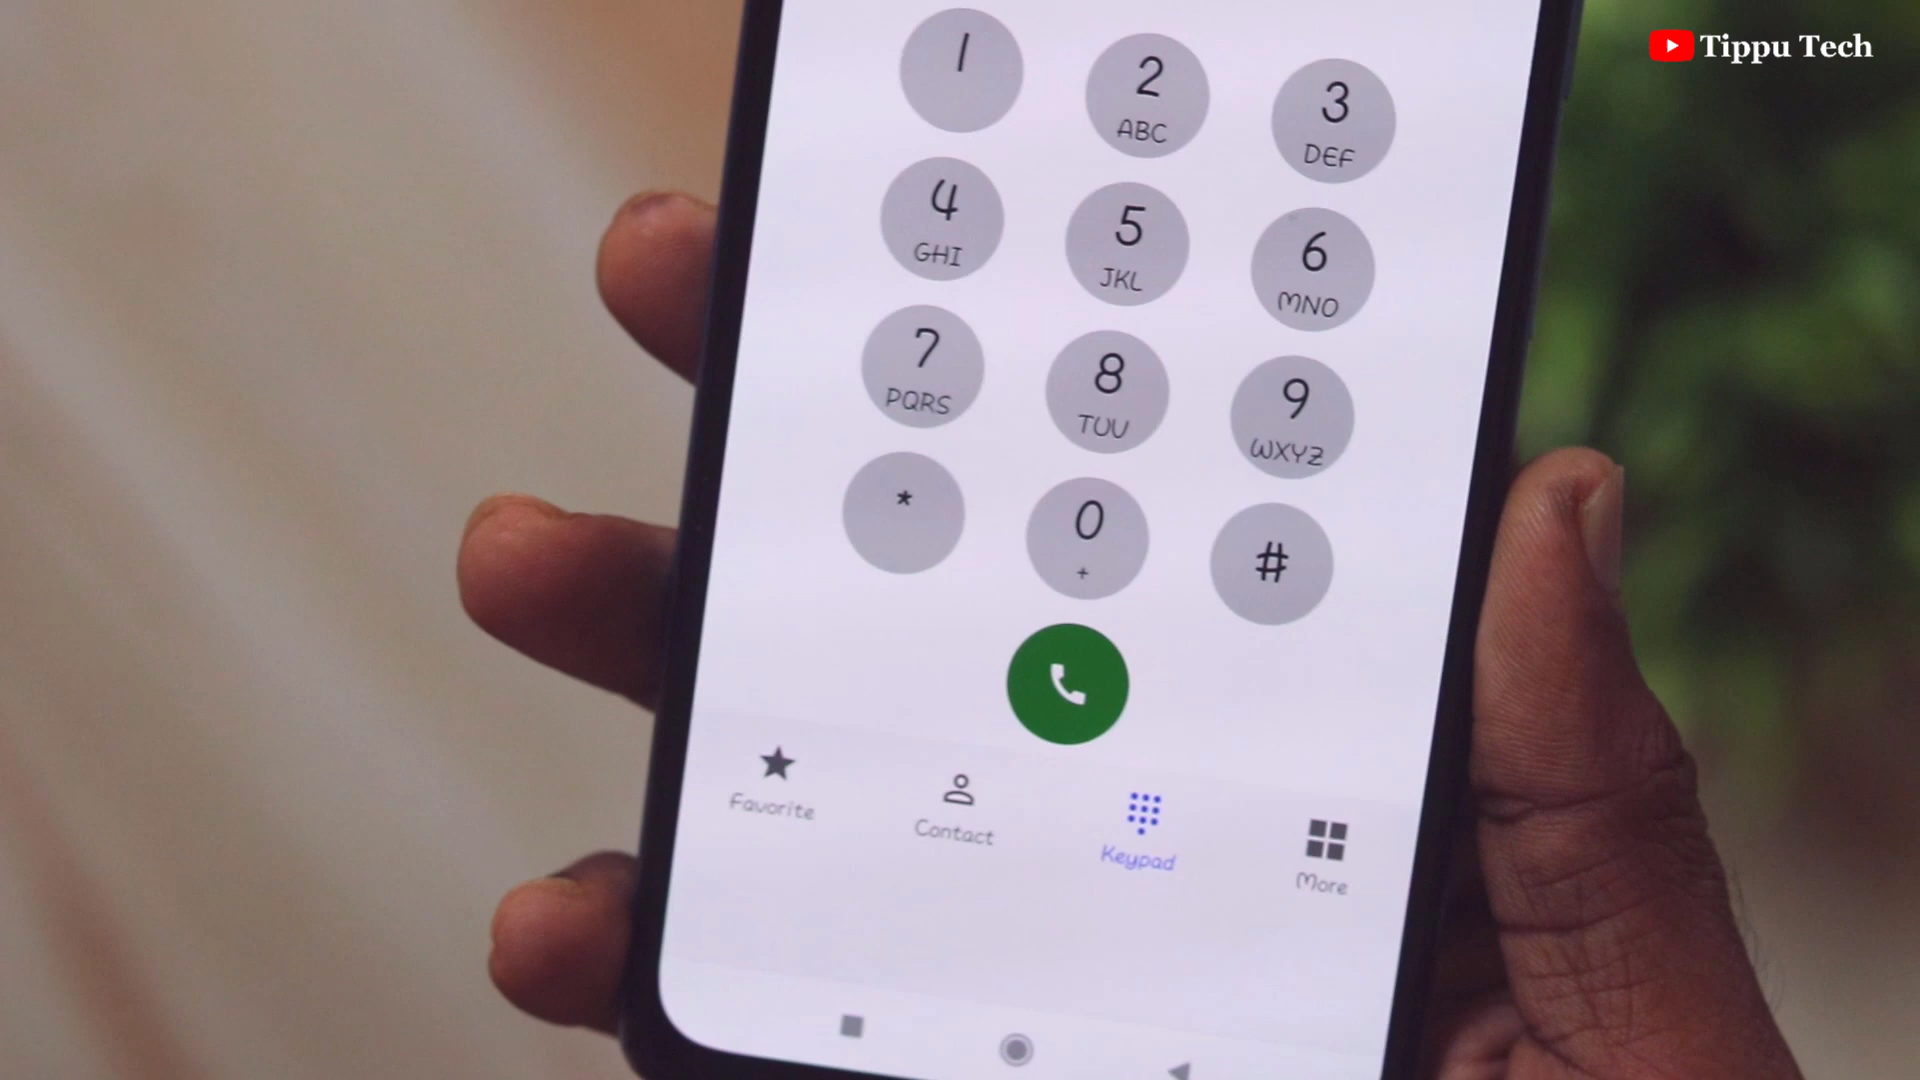 Tippu Tech
1 2 3
ABC DEF
4 5 6
GHI JKL MNO
7 8 9
PQRS TUV WXYZ
* 0 #
+
Favorite Contact Keypad More